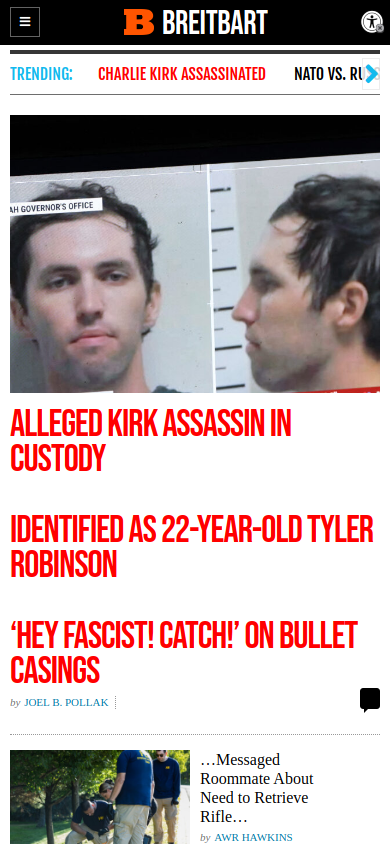 BREITBART
TRENDING: CHARLIE KIRK ASSASSINATED NATO VS. RU
AH GOVERNOR'S OFFICE
ALLEGED KIRK ASSASSIN IN
CUSTODY
IDENTIFIED AS 22-YEAR-OLD TYLER
ROBINSON
‘HEY FASCIST! CATCH!’ ON BULLET
CASINGS
by JOEL B. POLLAK
…Messaged
Roommate About
Need to Retrieve
Rifle…
by AWR HAWKINS